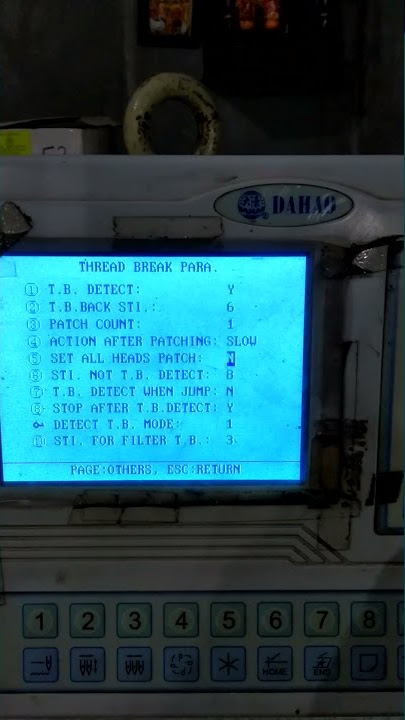 DAHAO
THREAD BREAK PARA.
① T.B. DETECT: Y
② T.B.BACK STI.: 6
③ PATCH COUNT: 1
④ ACTION AFTER PATCHING: SLOW
⑤ SET ALL HEADS PATCH: N
⑥ STI. NOT T.B. DETECT: 8
⑦ T.B. DETECT WHEN JUMP: N
⑧ STOP AFTER T.B.DETECT: Y
DETECT T.B. MODE: 1
⑩ STI. FOR FILTER T.B.: 3
PAGE:OTHERS, ESC:RETURN
1 2 3 4 5 6 7 8
HOME END